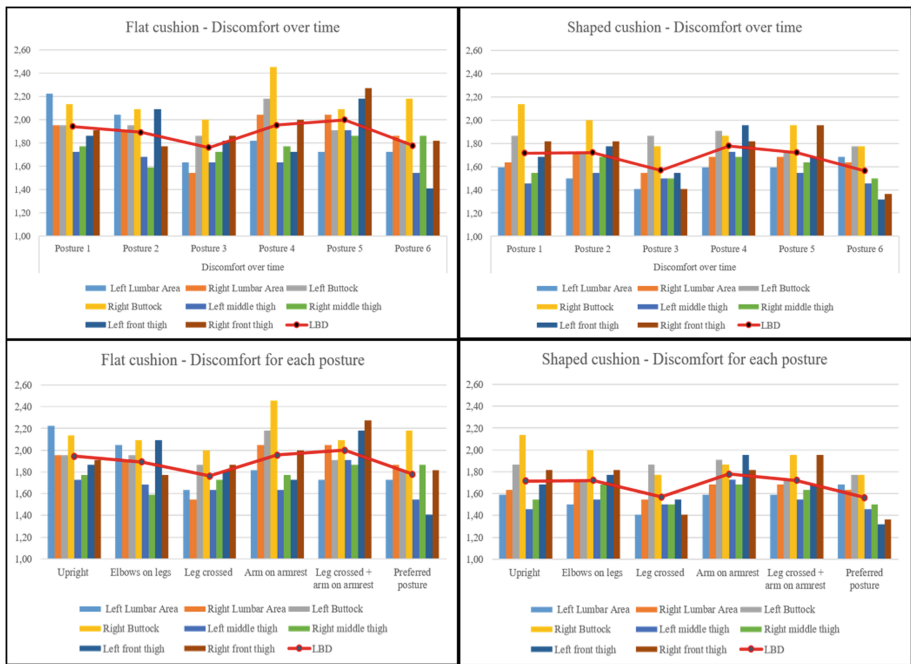 Flat cushion - Discomfort over time
2,60
2,40
2,20
2,00
1,80
1,60
1,40
1,20
1,00
Posture 1 Posture 2 Posture 3 Posture 4 Posture 5 Posture 6
Discomfort over time
Left Lumbar Area Right Lumbar Area Left Buttock
Right Buttock Left middle thigh Right middle thigh
Left front thigh Right front thigh LBD
Shaped cushion - Discomfort over time
2,60
2,40
2,20
2,00
1,80
1,60
1,40
1,20
1,00
Posture 1 Posture 2 Posture 3 Posture 4 Posture 5 Posture 6
Discomfort over time
Left Lumbar Area Right Lumbar Area Left Buttock
Right Buttock Left middle thigh Right middle thigh
Left front thigh Right front thigh LBD
Flat cushion - Discomfort for each posture
2,60
2,40
2,20
2,00
1,80
1,60
1,40
1,20
1,00
Upright Elbows on legs Leg crossed Arm on armrest Leg crossed + Preferred
arm on armrest posture
Left Lumbar Area Right Lumbar Area Left Buttock
Right Buttock Left middle thigh Right middle thigh
Left front thigh Right front thigh LBD
Shaped cushion - Discomfort for each posture
2,60
2,40
2,20
2,00
1,80
1,60
1,40
1,20
1,00
Upright Elbows on legs Leg crossed Arm on armrest Leg crossed + Preferred
arm on armrest posture
Left Lumbar Area Right Lumbar Area Left Buttock
Right Buttock Left middle thigh Right middle thigh
Left front thigh Right front thigh LBD